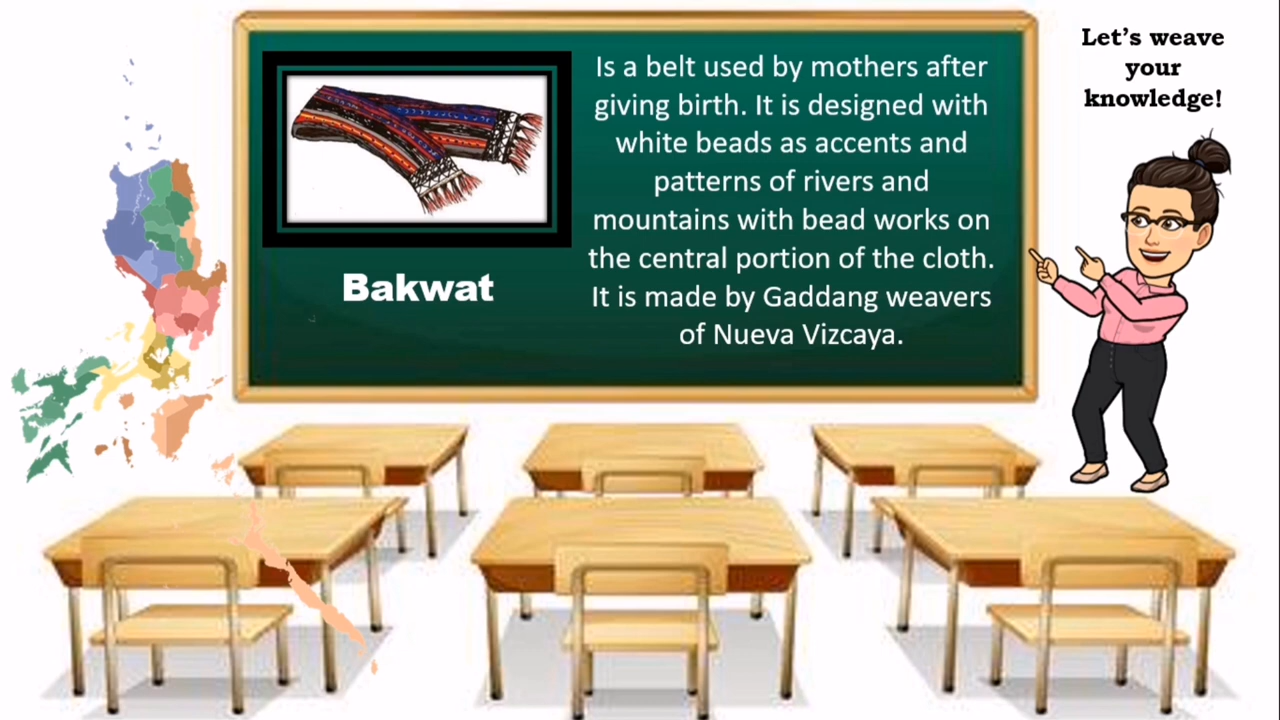 Let's weave
your
knowledge!
Is a belt used by mothers after
giving birth. It is designed with
white beads as accents and
patterns of rivers and
mountains with bead works on
the central portion of the cloth.
It is made by Gaddang weavers
of Nueva Vizcaya.
Bakwat